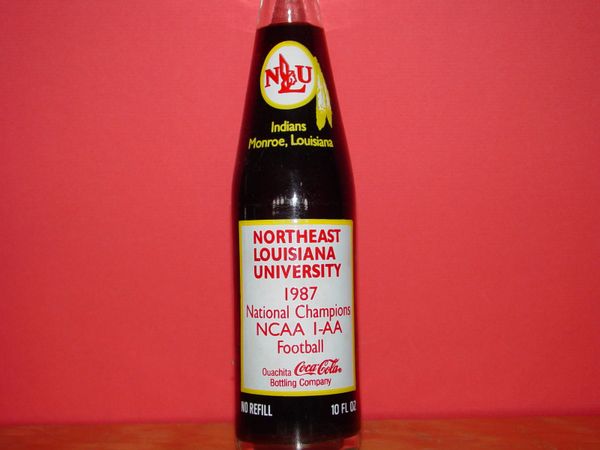 NLU
Indians
Monroe, Louisiana
NORTHEAST
LOUISIANA
UNIVERSITY
1987
National Champions
NCAA I-AA
Football
Ouachita Coca-Cola®
Bottling Company
NO REFILL 10 FL OZ